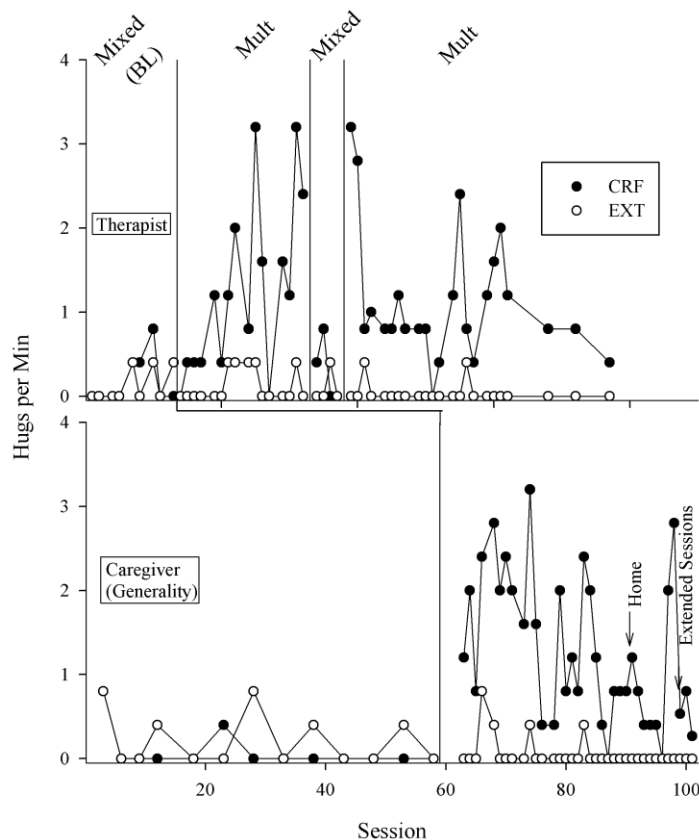 Mixed
(BL)
Mult
Mixed
Mult
4
3
2
1
0
CRF
EXT
Therapist
Hugs per Min
4
3
2
1
0
Caregiver
(Generality)
Home
Extended Sessions
20
40
60
80
100
Session